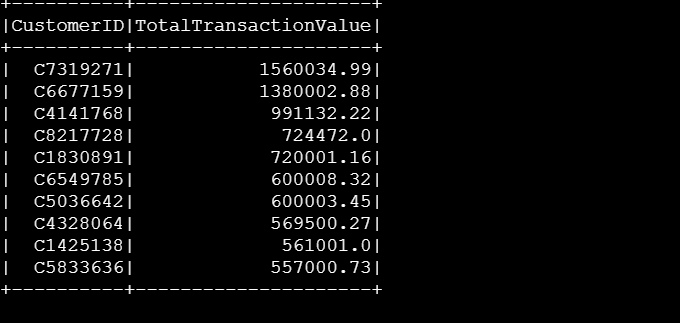 +----------+---------------------+
|CustomerID|TotalTransactionValue|
+----------+---------------------+
|  C7319271|           1560034.99|
|  C6677159|           1380002.88|
|  C4141768|            991132.22|
|  C8217728|             724472.0|
|  C1830891|            720001.16|
|  C6549785|            600008.32|
|  C5036642|            600003.45|
|  C4328064|            569500.27|
|  C1425138|             561001.0|
|  C5833636|            557000.73|
+----------+---------------------+